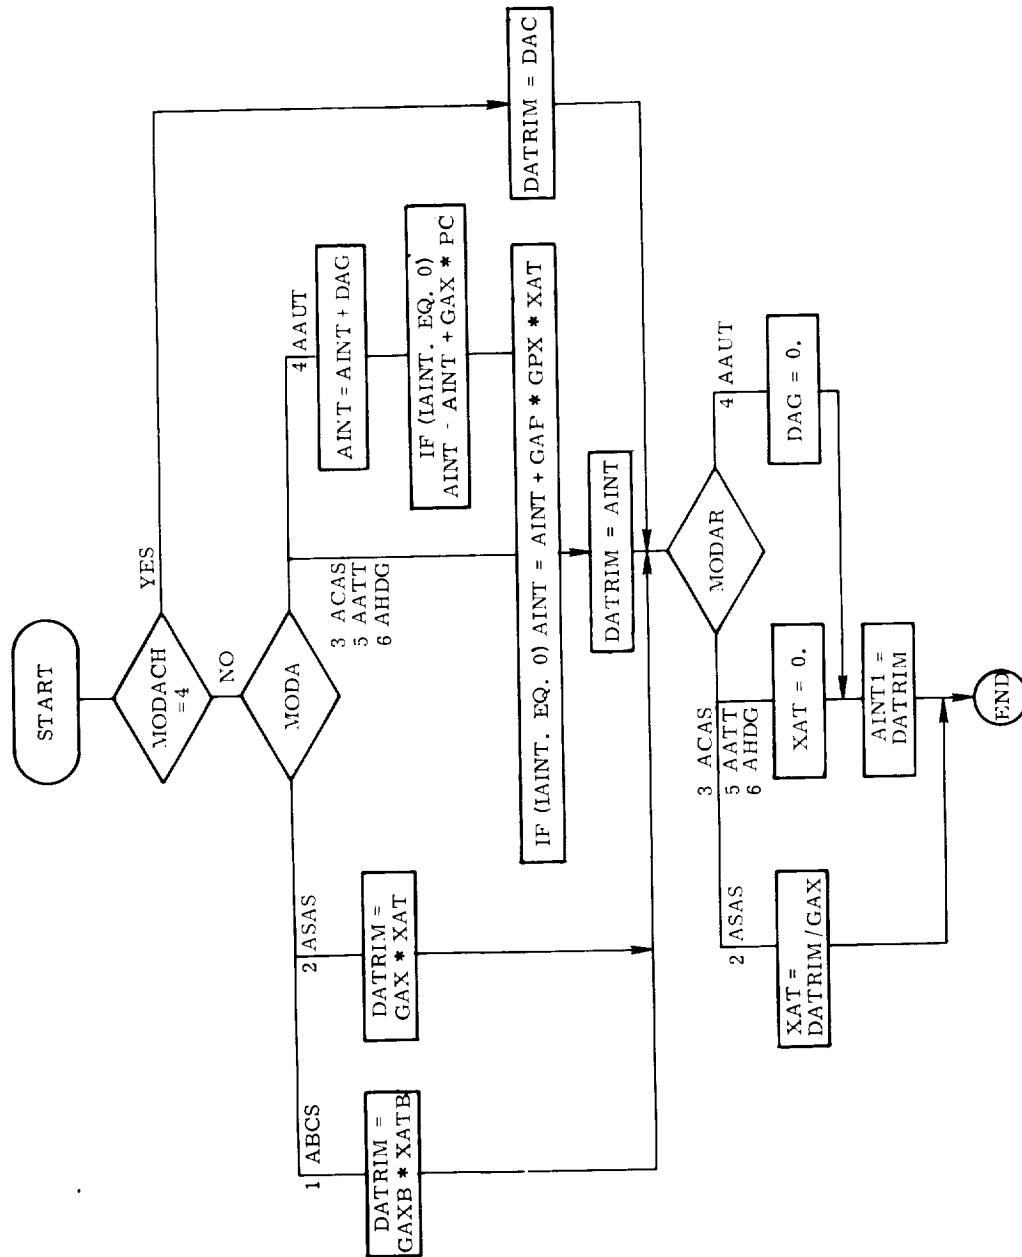 START
MODACH
=4
YES
NO
MODA
1 ABCS
2 ASAS
3 ACAS
5 AATT
6 AHDG
4 AAUT
DATRIM =
GAXB * XATB
DATRIM =
GAX * XAT
AINT = AINT + DAG
IF (IAINT. EQ. 0)
AINT - AINT + GAX * PC
IF (IAINT. EQ. 0) AINT = AINT + GAP * GPX * XAT
DATRIM = DAC
DATRIM = AINT
MODAR
2 ASAS
3 ACAS
5 AATT
6 AHDG
4 AAUT
XAT =
DATRIM/GAX
XAT = 0.
DAG = 0.
AINT1 =
DATRIM
END